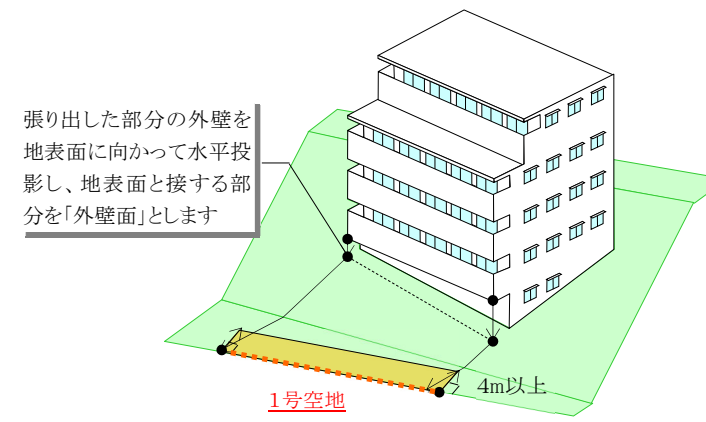 張り出した部分の外壁を
地表面に向かって水平投
影し、地表面と接する部
分を「外壁面」とします
4m以上
1号空地